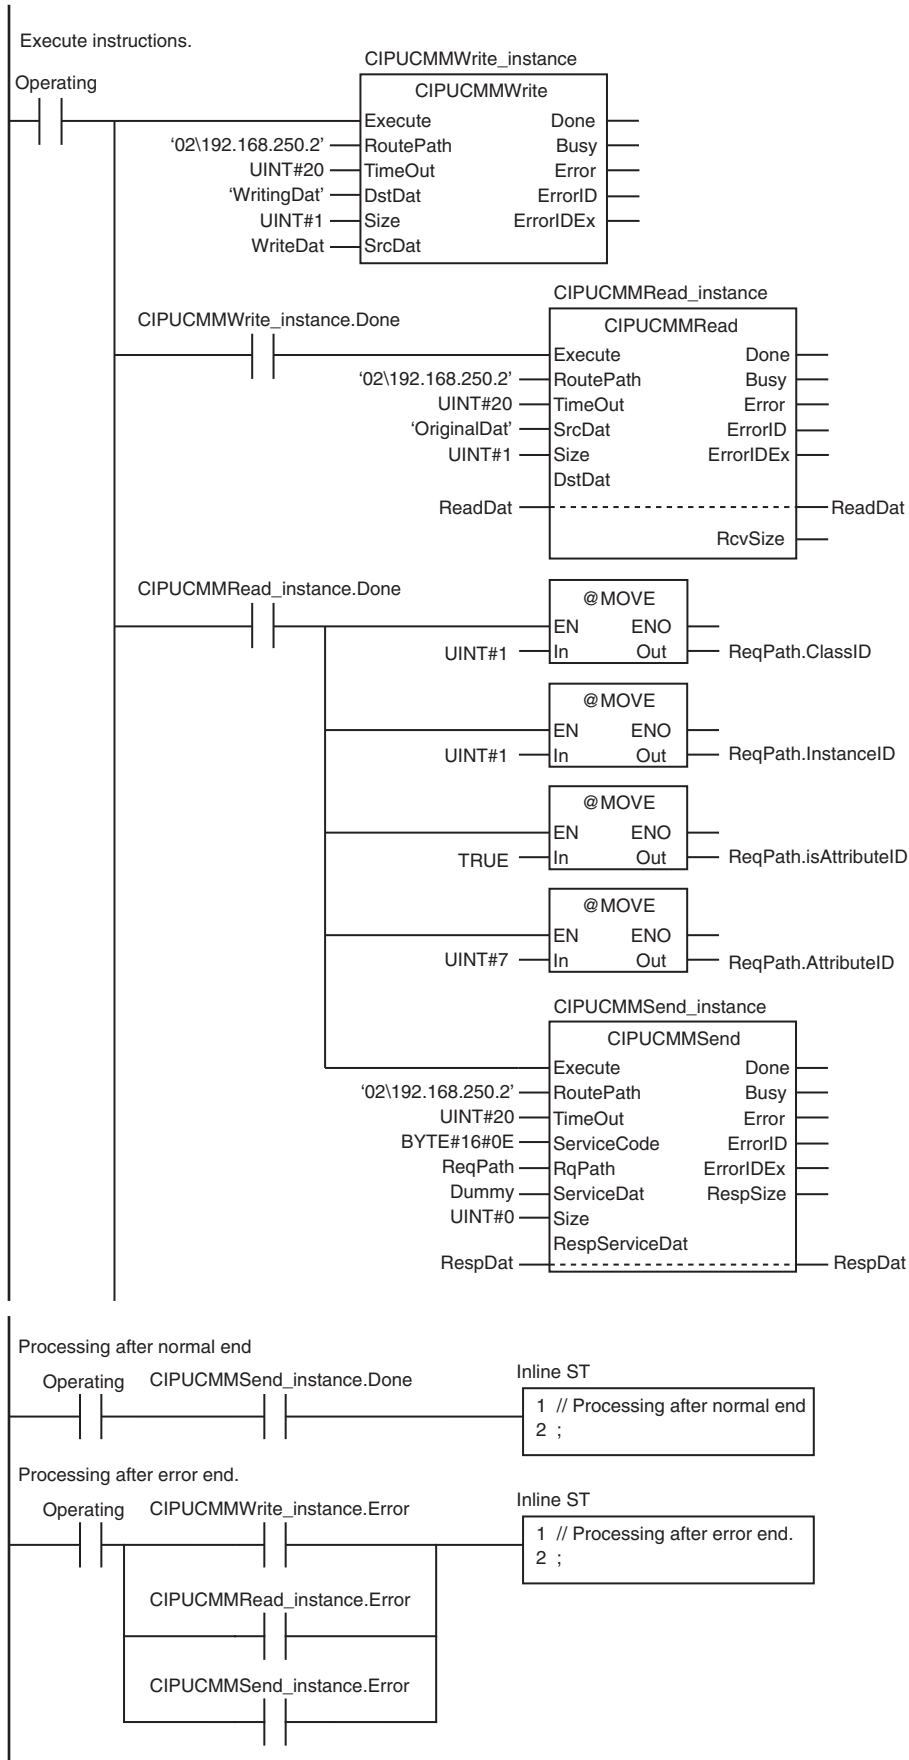 Execute instructions.
CIPUCMMWrite_instance
Operating
CIPUCMMWrite
Execute Done
‘02\192.168.250.2’ RoutePath Busy
UINT#20 TimeOut Error
‘WritingDat’ DstDat ErrorID
UINT#1 Size ErrorIDEx
WriteDat SrcDat
CIPUCMMRead_instance
CIPUCMMWrite_instance.Done
CIPUCMMRead
Execute Done
‘02\192.168.250.2’ RoutePath Busy
UINT#20 TimeOut Error
‘OriginalDat’ SrcDat ErrorID
UINT#1 Size ErrorIDEx
DstDat
ReadDat ReadDat
RcvSize
CIPUCMMRead_instance.Done
@MOVE
EN ENO
UINT#1 In Out ReqPath.ClassID
@MOVE
EN ENO
UINT#1 In Out ReqPath.InstanceID
@MOVE
EN ENO
TRUE In Out ReqPath.isAttributeID
@MOVE
EN ENO
UINT#7 In Out ReqPath.AttributeID
CIPUCMMSend_instance
CIPUCMMSend
Execute Done
‘02\192.168.250.2’ RoutePath Busy
UINT#20 TimeOut Error
BYTE#16#0E ServiceCode ErrorID
ReqPath RqPath ErrorIDEx
Dummy ServiceDat RespSize
UINT#0 Size
RespServiceDat
RespDat RespDat
Processing after normal end
Operating CIPUCMMSend_instance.Done Inline ST
1 // Processing after normal end
2 ;
Processing after error end.
Operating CIPUCMMWrite_instance.Error Inline ST
1 // Processing after error end.
2 ;
CIPUCMMRead_instance.Error
CIPUCMMSend_instance.Error